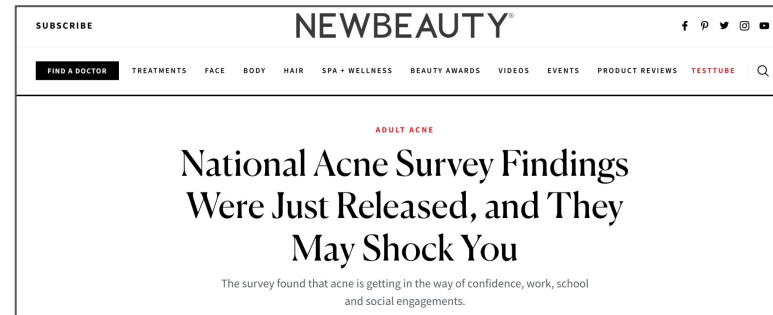 SUBSCRIBE
NEWBEAUTY®
FIND A DOCTOR TREATMENTS FACE BODY HAIR SPA + WELLNESS BEAUTY AWARDS VIDEOS EVENTS PRODUCT REVIEWS TESTTUBE
ADULT ACNE
National Acne Survey Findings
Were Just Released, and They
May Shock You
The survey found that acne is getting in the way of confidence, work, school
and social engagements.